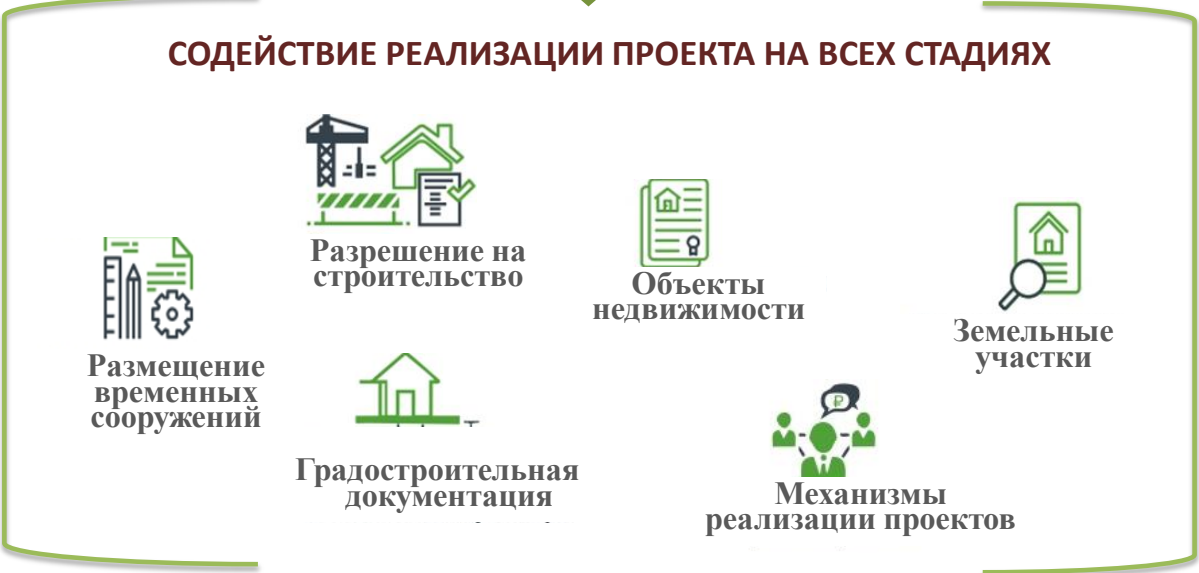 СОДЕЙСТВИЕ РЕАЛИЗАЦИИ ПРОЕКТА НА ВСЕХ СТАДИЯХ
Разрешение на
строительство
Объекты
недвижимости
Земельные
участки
Размещение
временных
сооружений
Градостроительная
документация
₽
Механизмы
реализации проектов